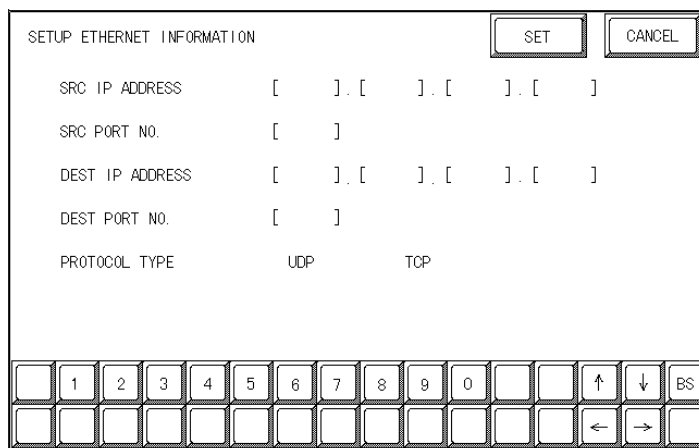 SETUP ETHERNET INFORMATION SET CANCEL
SRC IP ADDRESS [ ] . [ ] . [ ] . [ ]
SRC PORT NO. [ ]
DEST IP ADDRESS [ ] . [ ] . [ ] . [ ]
DEST PORT NO. [ ]
PROTOCOL TYPE UDP TCP
1 2 3 4 5 6 7 8 9 0 ↑ ↓ BS
← →